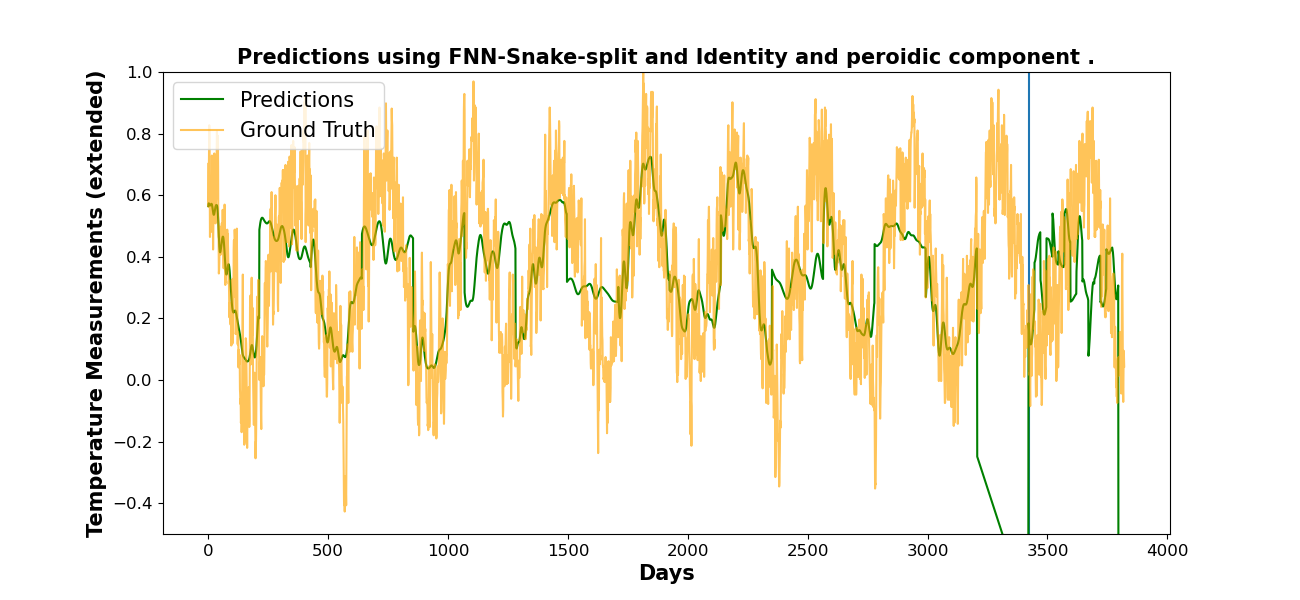 Predictions using FNN-Snake-split and Identity and peroidic component .
Temperature Measurements (extended)
1.0
0.8
0.6
0.4
0.2
0.0
−0.2
−0.4
Predictions
Ground Truth
0 500 1000 1500 2000 2500 3000 3500 4000
Days